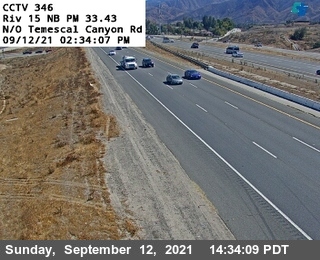 CCTV 346
Riv 15 NB PM 33.43
N/O Temescal Canyon Rd
09/12/21 02:34:07 PM
Sunday, September 12, 2021 14:34:09 PDT